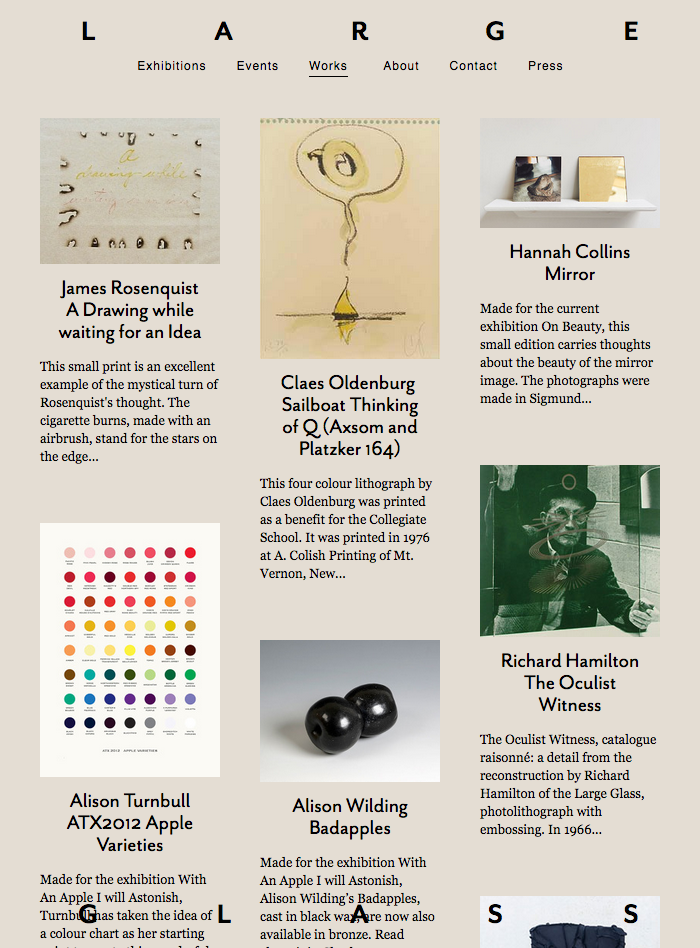 L A R G E
Exhibitions Events Works About Contact Press
a
drawing while
James Rosenquist
A Drawing while
waiting for an Idea
This small print is an excellent
example of the mystical turn of
Rosenquist's thought. The
cigarette burns, made with an
airbrush, stand for the stars on
the edge...
Alison Turnbull
ATX2012 Apple
Varieties
Made for the exhibition With
An Apple I will Astonish,
Turnbull has taken the idea of
a colour chart as her starting
Claes Oldenburg
Sailboat Thinking
of Q (Axsom and
Platzker 164)
This four colour lithograph by
Claes Oldenburg was printed
as a benefit for the Collegiate
School. It was printed in 1976
at A. Colish Printing of Mt.
Vernon, New...
Alison Wilding
Badapples
Made for the exhibition With
An Apple I will Astonish,
Alison Wilding's Badapples,
cast in black wax, are now also
available in bronze. Read
Hannah Collins
Mirror
Made for the current
exhibition On Beauty, this
small edition carries thoughts
about the beauty of the mirror
image. The photographs were
made in Sigmund...
Richard Hamilton
The Oculist
Witness
The Oculist Witness, catalogue
raisonné: a detail from the
reconstruction by Richard
Hamilton of the Large Glass,
photolithograph with
embossing. In 1966...
G L A S S